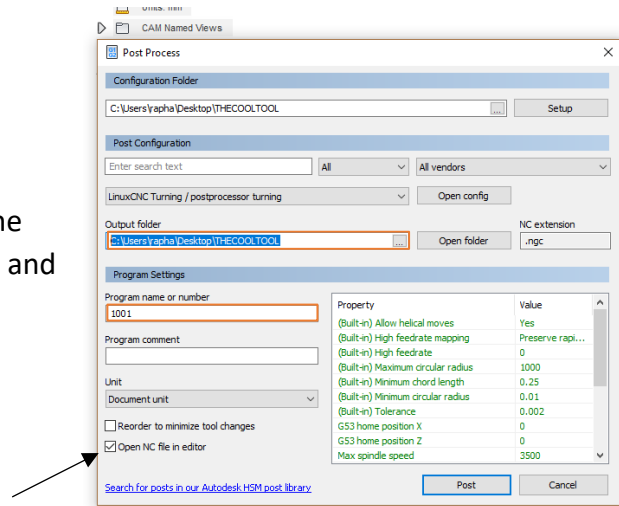 Units: mm
CAM Named Views
Post Process
Configuration Folder
C:\Users\rapha\Desktop\THECOOLTOOL
...
Setup
Post Configuration
Enter search text
All
All vendors
LinuxCNC Turning / postprocessor turning
Open config
Output folder
NC extension
C:\Users\rapha\Desktop\THECOOLTOOL
...
Open folder
.ngc
and
Program Settings
Program name or number
1001
Program comment
Unit
Document unit
Reorder to minimize tool changes
Open NC file in editor
Property Value
(Built-in) Allow helical moves Yes
(Built-in) High feedrate mapping Preserve rapi...
(Built-in) High feedrate 0
(Built-in) Maximum circular radius 1000
(Built-in) Minimum chord length 0.25
(Built-in) Minimum circular radius 0.01
(Built-in) Tolerance 0.002
G53 home position X 0
G53 home position Z 0
Max spindle speed 3500
Search for posts in our Autodesk HSM post library
Post
Cancel